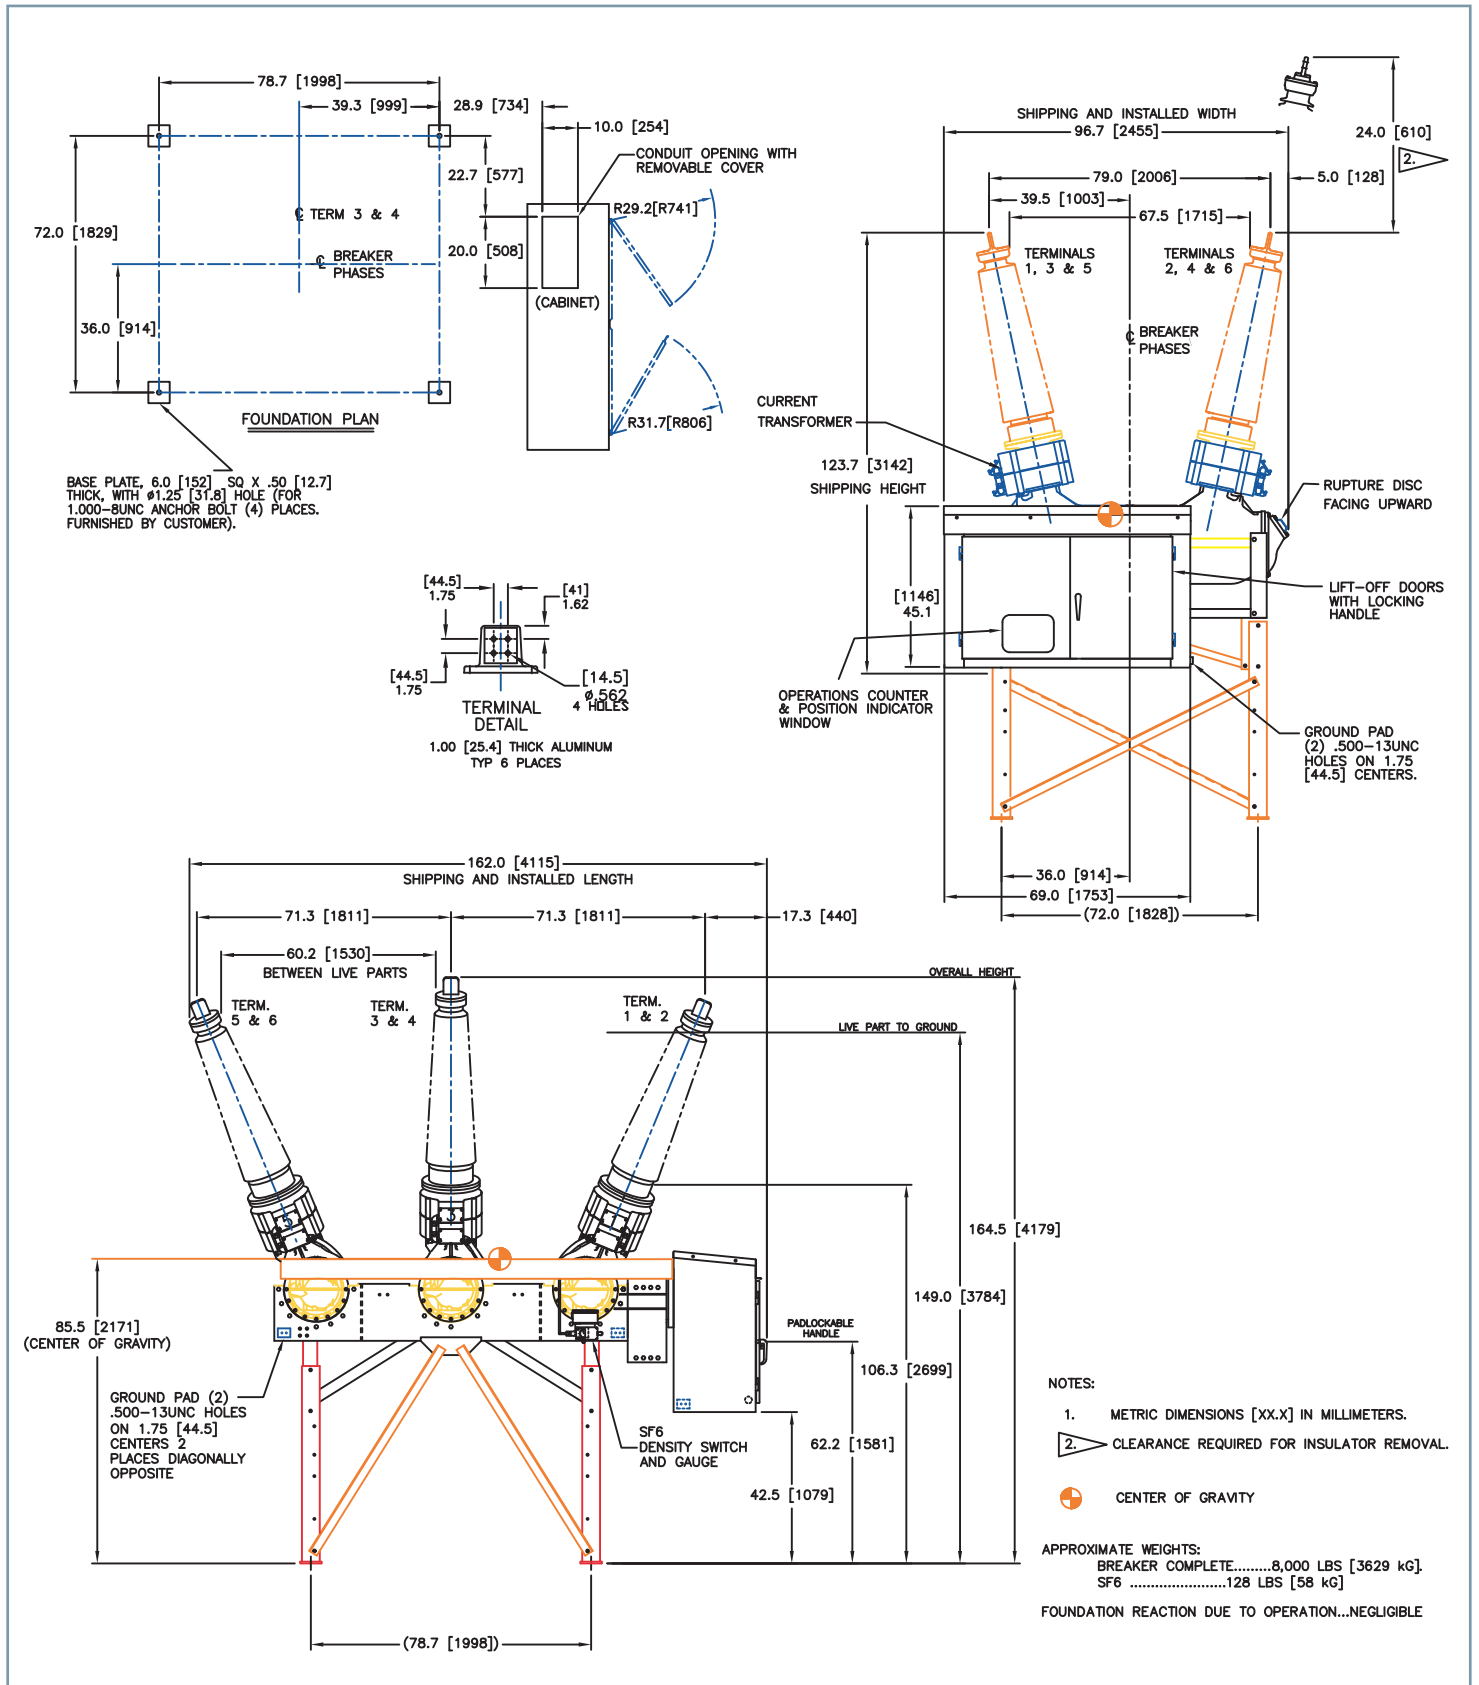 78.7 [1998]
39.3 [999]
28.9 [734]
10.0 [254]
CONDUIT OPENING WITH
REMOVABLE COVER
22.7 [577]
℄ TERM 3 & 4
72.0 [1829]
℄ BREAKER
PHASES
20.0 [508]
R29.2[R741]
(CABINET)
36.0 [914]
R31.7[R806]
FOUNDATION PLAN
BASE PLATE, 6.0 [152] SQ X .50 [12.7]
THICK, WITH ø1.25 [31.8] HOLE (FOR
1.000-8UNC ANCHOR BOLT (4) PLACES.
FURNISHED BY CUSTOMER).
[44.5]
1.75
[41]
1.62
[44.5]
1.75
[14.5]
ø.562
4 HOLES
TERMINAL
DETAIL
1.00 [25.4] THICK ALUMINUM
TYP 6 PLACES
SHIPPING AND INSTALLED WIDTH
96.7 [2455]
24.0 [610]
2.
79.0 [2006]
5.0 [128]
39.5 [1003]
67.5 [1715]
TERMINALS
1, 3 & 5
TERMINALS
2, 4 & 6
℄ BREAKER
PHASES
CURRENT
TRANSFORMER
123.7 [3142]
SHIPPING HEIGHT
RUPTURE DISC
FACING UPWARD
[1146]
45.1
LIFT-OFF DOORS
WITH LOCKING
HANDLE
OPERATIONS COUNTER
& POSITION INDICATOR
WINDOW
GROUND PAD
(2) .500-13UNC
HOLES ON 1.75
[44.5] CENTERS.
36.0 [914]
69.0 [1753]
(72.0 [1828])
162.0 [4115]
SHIPPING AND INSTALLED LENGTH
71.3 [1811]
71.3 [1811]
17.3 [440]
60.2 [1530]
BETWEEN LIVE PARTS
OVERALL HEIGHT
TERM.
5 & 6
TERM.
3 & 4
TERM.
1 & 2
LIVE PART TO GROUND
5
3
1
164.5 [4179]
149.0 [3784]
85.5 [2171]
(CENTER OF GRAVITY)
PADLOCKABLE
HANDLE
106.3 [2699]
GROUND PAD (2)
.500-13UNC HOLES
ON 1.75 [44.5]
CENTERS 2
PLACES DIAGONALLY
OPPOSITE
SF6
DENSITY SWITCH
AND GAUGE
62.2 [1581]
42.5 [1079]
(78.7 [1998])
NOTES:
1. METRIC DIMENSIONS [XX.X] IN MILLIMETERS.
2. CLEARANCE REQUIRED FOR INSULATOR REMOVAL.
CENTER OF GRAVITY
APPROXIMATE WEIGHTS:
BREAKER COMPLETE.........8,000 LBS [3629 kG].
SF6 .......................128 LBS [58 kG]
FOUNDATION REACTION DUE TO OPERATION...NEGLIGIBLE